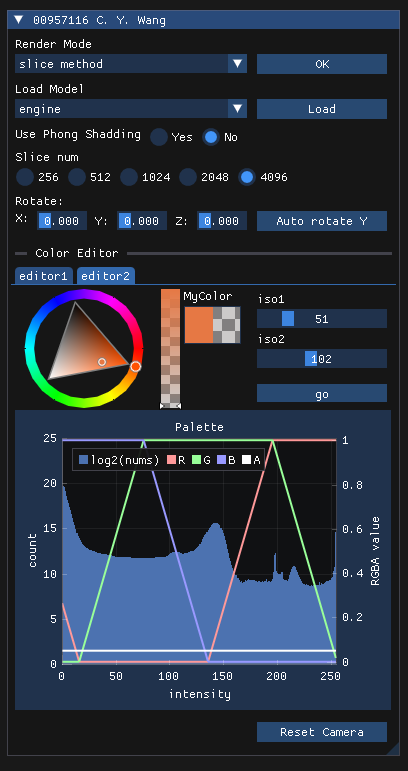 00957116 C. Y. Wang
Render Mode
slice method OK
Load Model
engine Load
Use Phong Shadding Yes No
Slice num
256 512 1024 2048 4096
Rotate:
X: 0.000 Y: 0.000 Z: 0.000 Auto rotate Y
Color Editor
editor1 editor2
MyColor
iso1
51
iso2
102
go
Palette
log2(nums) R G B A
25
20
15
10
5
0
count
1
0.8
0.6
0.4
0.2
0
RGBA value
0 50 100 150 200 250
intensity
Reset Camera